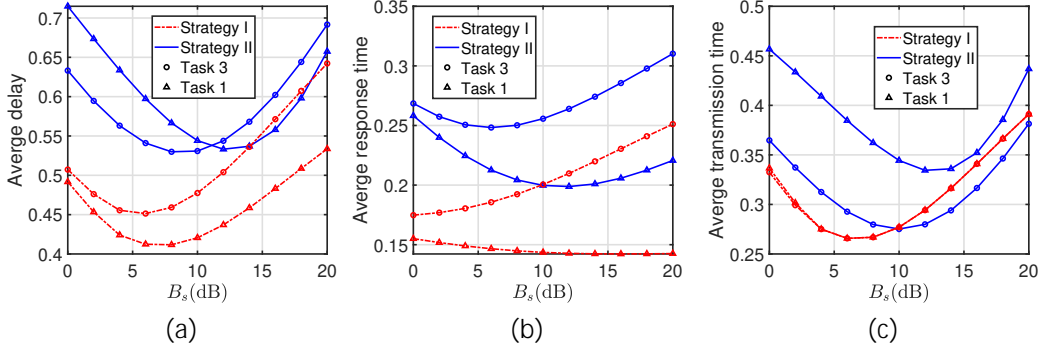 Averge delay
0.7
0.65
0.6
0.55
0.5
0.45
0.4
0
5
10
15
20
B_s(dB)
Strategy I
Strategy II
Task 3
Task 1
(a)
Averge response time
0.35
0.3
0.25
0.2
0.15
0
5
10
15
20
B_s(dB)
Strategy I
Strategy II
Task 3
Task 1
(b)
Averge transmission time
0.5
0.45
0.4
0.35
0.3
0.25
0
5
10
15
20
B_s(dB)
Strategy I
Strategy II
Task 3
Task 1
(c)